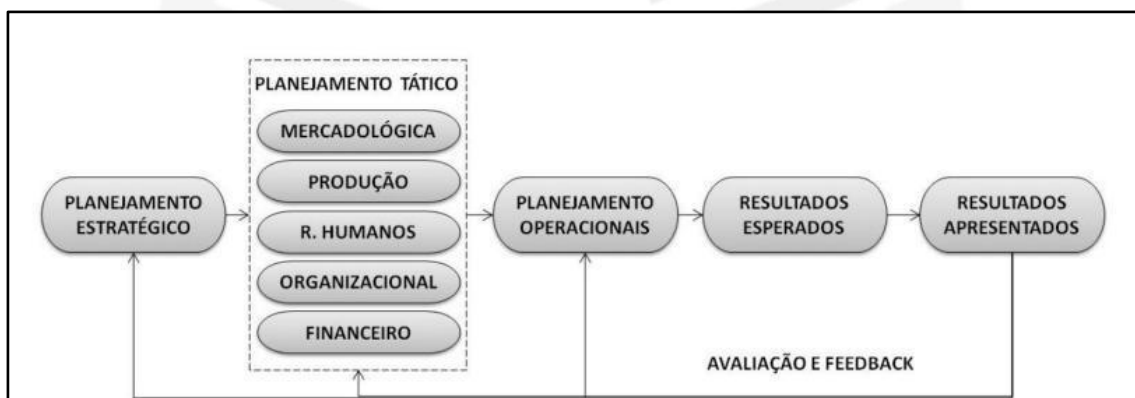 PLANEJAMENTO TÁTICO
MERCADOLÓGICA
PRODUÇÃO
R. HUMANOS
ORGANIZACIONAL
FINANCEIRO
PLANEJAMENTO
ESTRATÉGICO
PLANEJAMENTO
OPERACIONAIS
RESULTADOS
ESPERADOS
RESULTADOS
APRESENTADOS
AVALIAÇÃO E FEEDBACK